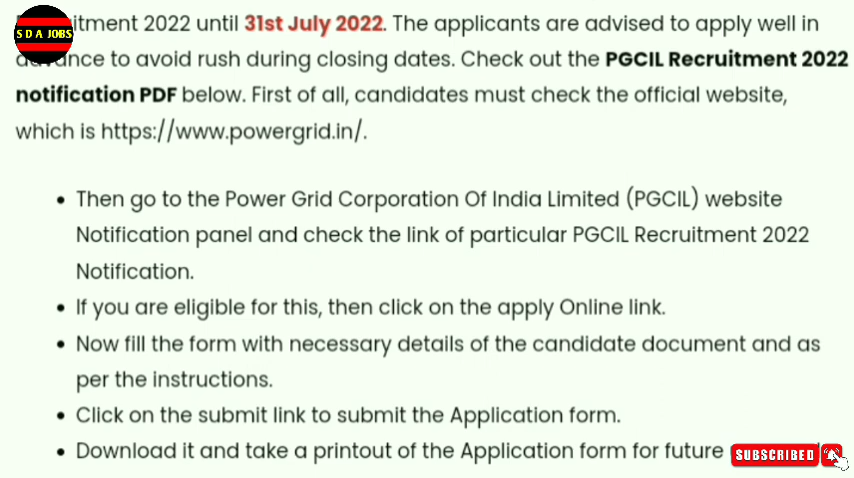 S D A JOBS
itment 2022 until 31st July 2022. The applicants are advised to apply well in
advance to avoid rush during closing dates. Check out the PGCIL Recruitment 2022
notification PDF below. First of all, candidates must check the official website,
which is https://www.powergrid.in/.
• Then go to the Power Grid Corporation Of India Limited (PGCIL) website
Notification panel and check the link of particular PGCIL Recruitment 2022
Notification.
• If you are eligible for this, then click on the apply Online link.
• Now fill the form with necessary details of the candidate document and as
per the instructions.
• Click on the submit link to submit the Application form.
• Download it and take a printout of the Application form for future
SUBSCRIBED